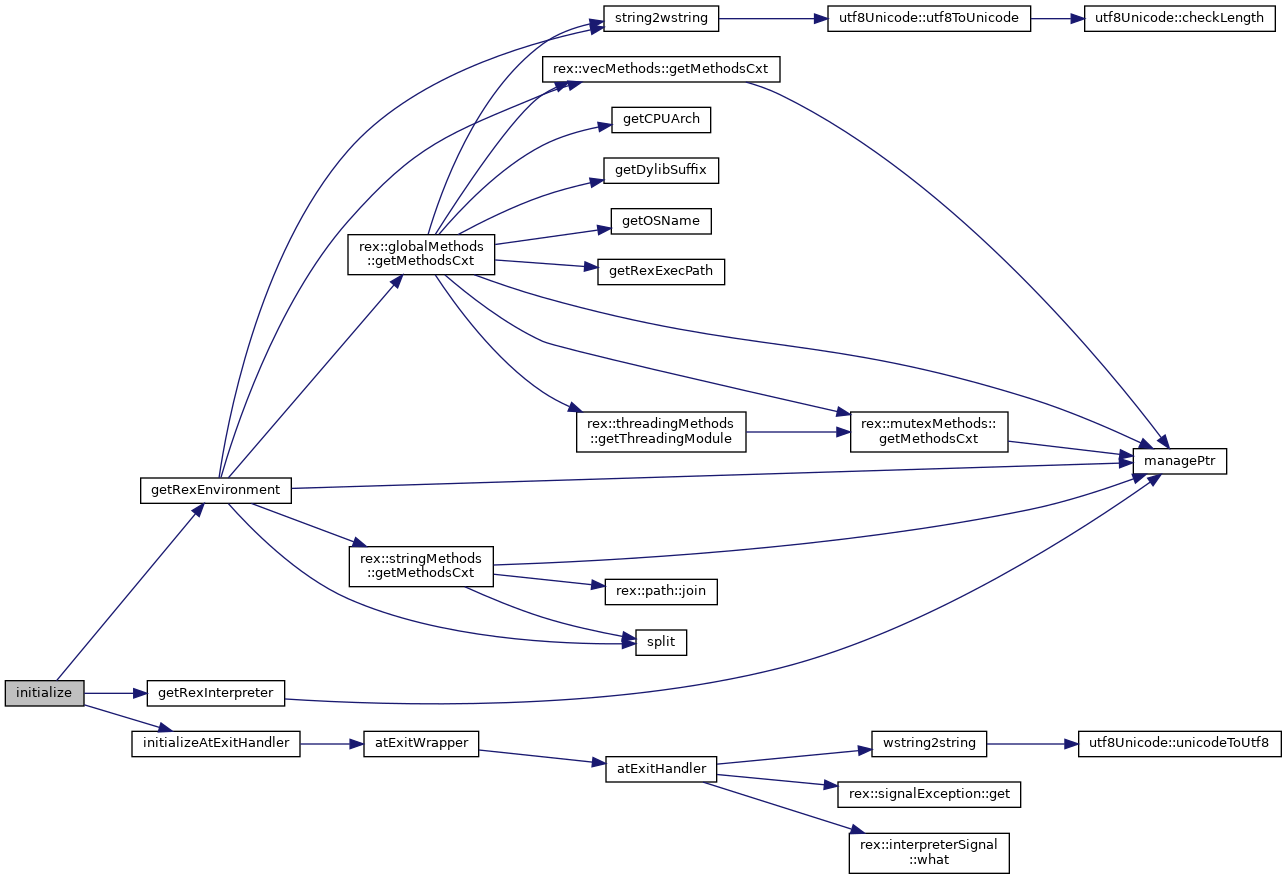 string2wstring
utf8Unicode::utf8ToUnicode
utf8Unicode::checkLength
rex::vecMethods::getMethodsCxt
getCPUArch
getDylibSuffix
getOSName
rex::globalMethods
::getMethodsCxt
getRexExecPath
rex::threadingMethods
::getThreadingModule
rex::mutexMethods::
getMethodsCxt
managePtr
getRexEnvironment
rex::stringMethods
::getMethodsCxt
rex::path::join
split
initialize
getRexInterpreter
initializeAtExitHandler
atExitWrapper
wstring2string
utf8Unicode::unicodeToUtf8
atExitHandler
rex::signalException::get
rex::interpreterSignal
::what